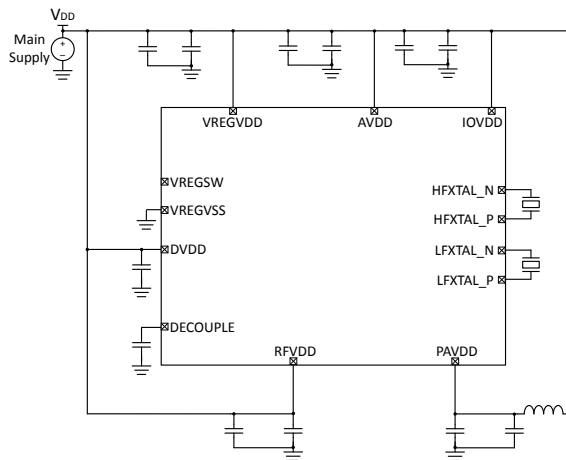 VDD
Main
Supply
+
−
VREGVDD
AVDD
IOVDD
VREGSW
HFXTAL_N
VREGVSS
HFXTAL_P
DVDD
LFXTAL_N
LFXTAL_P
DECOUPLE
RFVDD
PAVDD